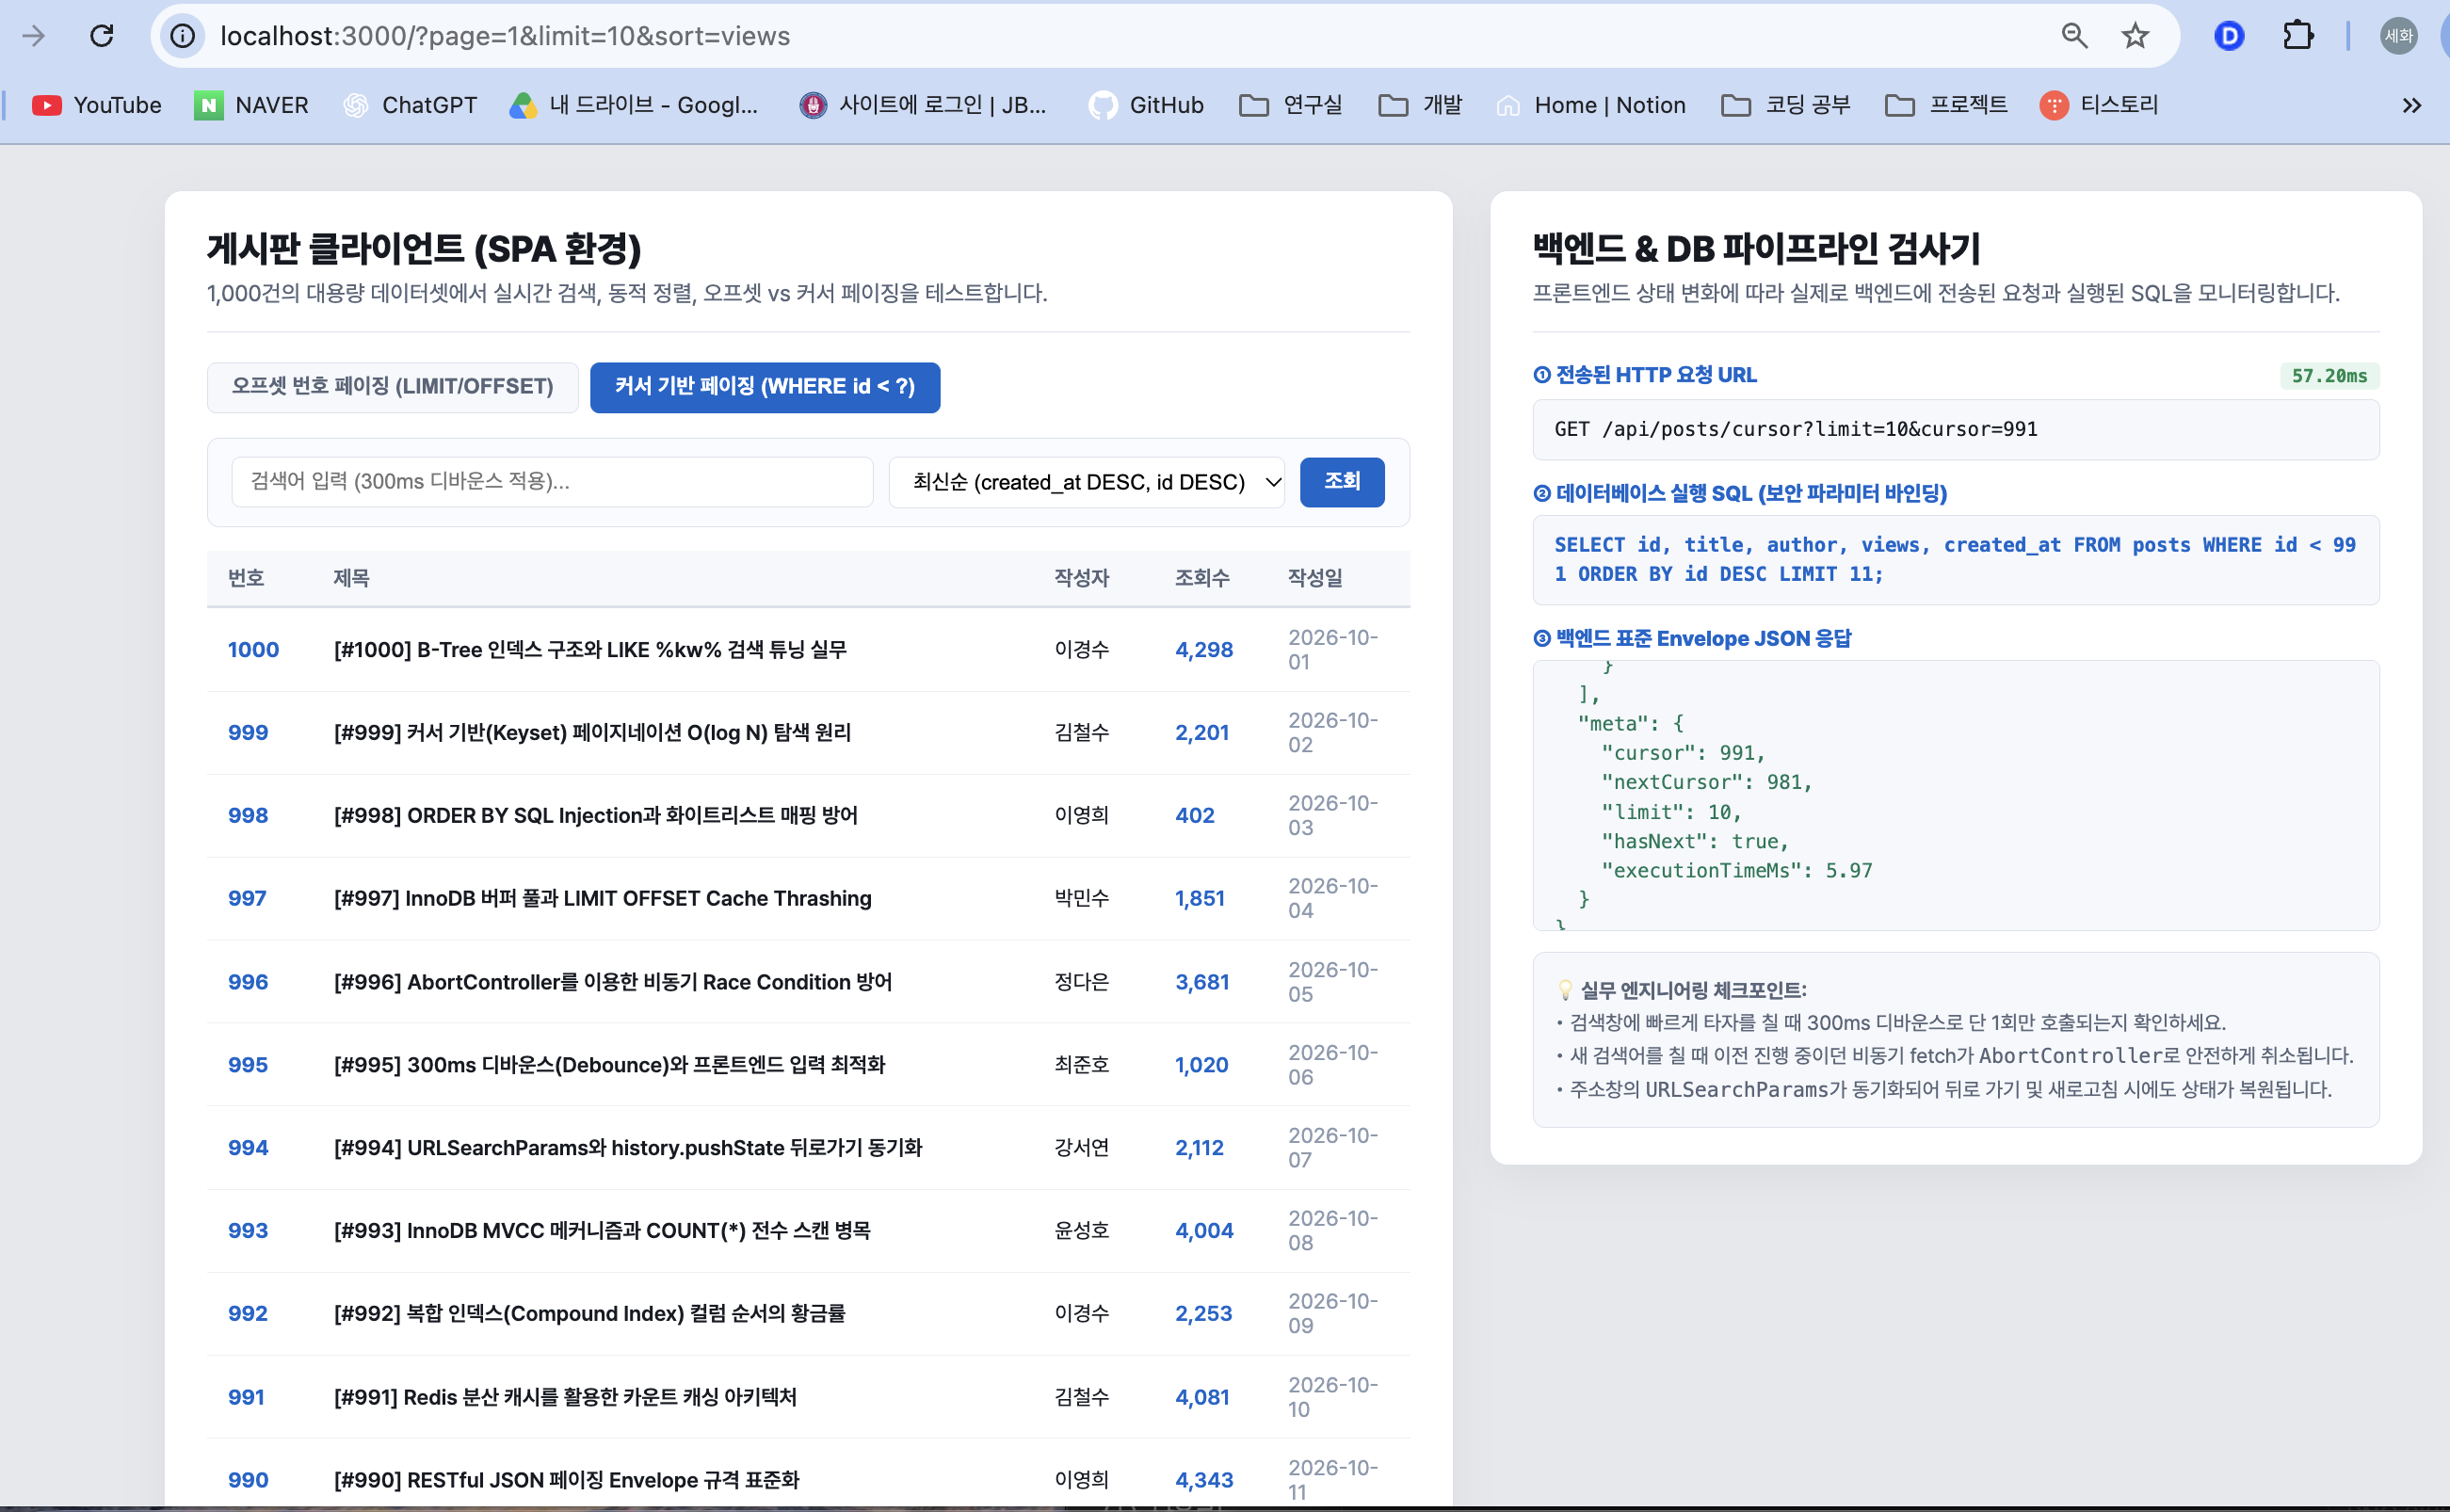 localhost:3000/?page=1&limit=10&sort=views
세화
YouTube
NAVER
ChatGPT
내 드라이브 - Googl...
사이트에 로그인 | JB...
GitHub
연구실
개발
Home | Notion
코딩 공부
프로젝트
티스토리
게시판 클라이언트 (SPA 환경)
1,000건의 대용량 데이터셋에서 실시간 검색, 동적 정렬, 오프셋 vs 커서 페이징을 테스트합니다.
오프셋 번호 페이징 (LIMIT/OFFSET)
커서 기반 페이징 (WHERE id < ?)
검색어 입력 (300ms 디바운스 적용)...
최신순 (created_at DESC, id DESC)
조회
번호 제목 작성자 조회수 작성일
1000 [#1000] B-Tree 인덱스 구조와 LIKE %kw% 검색 튜닝 실무 이경수 4,298 2026-10-
01
999 [#999] 커서 기반(Keyset) 페이지네이션 O(log N) 탐색 원리 김철수 2,201 2026-10-
02
998 [#998] ORDER BY SQL Injection과 화이트리스트 매핑 방어 이영희 402 2026-10-
03
997 [#997] InnoDB 버퍼 풀과 LIMIT OFFSET Cache Thrashing 박민수 1,851 2026-10-
04
996 [#996] AbortController를 이용한 비동기 Race Condition 방어 정다은 3,681 2026-10-
05
995 [#995] 300ms 디바운스(Debounce)와 프론트엔드 입력 최적화 최준호 1,020 2026-10-
06
994 [#994] URLSearchParams와 history.pushState 뒤로가기 동기화 강서연 2,112 2026-10-
07
993 [#993] InnoDB MVCC 메커니즘과 COUNT(*) 전수 스캔 병목 윤성호 4,004 2026-10-
08
992 [#992] 복합 인덱스(Compound Index) 컬럼 순서의 황금률 이경수 2,253 2026-10-
09
991 [#991] Redis 분산 캐시를 활용한 카운트 캐싱 아키텍처 김철수 4,081 2026-10-
10
990 [#990] RESTful JSON 페이징 Envelope 규격 표준화 이영희 4,343 2026-10-
11
백엔드 & DB 파이프라인 검사기
프론트엔드 상태 변화에 따라 실제로 백엔드에 전송된 요청과 실행된 SQL을 모니터링합니다.
① 전송된 HTTP 요청 URL
57.20ms
GET /api/posts/cursor?limit=10&cursor=991
② 데이터베이스 실행 SQL (보안 파라미터 바인딩)
SELECT id, title, author, views, created_at FROM posts WHERE id < 99
1 ORDER BY id DESC LIMIT 11;
③ 백엔드 표준 Envelope JSON 응답
}
],
"meta": {
"cursor": 991,
"nextCursor": 981,
"limit": 10,
"hasNext": true,
"executionTimeMs": 5.97
}
}
💡 실무 엔지니어링 체크포인트:
• 검색창에 빠르게 타자를 칠 때 300ms 디바운스로 단 1회만 호출되는지 확인하세요.
• 새 검색어를 칠 때 이전 진행 중이던 비동기 fetch가 AbortController로 안전하게 취소됩니다.
• 주소창의 URLSearchParams가 동기화되어 뒤로 가기 및 새로고침 시에도 상태가 복원됩니다.